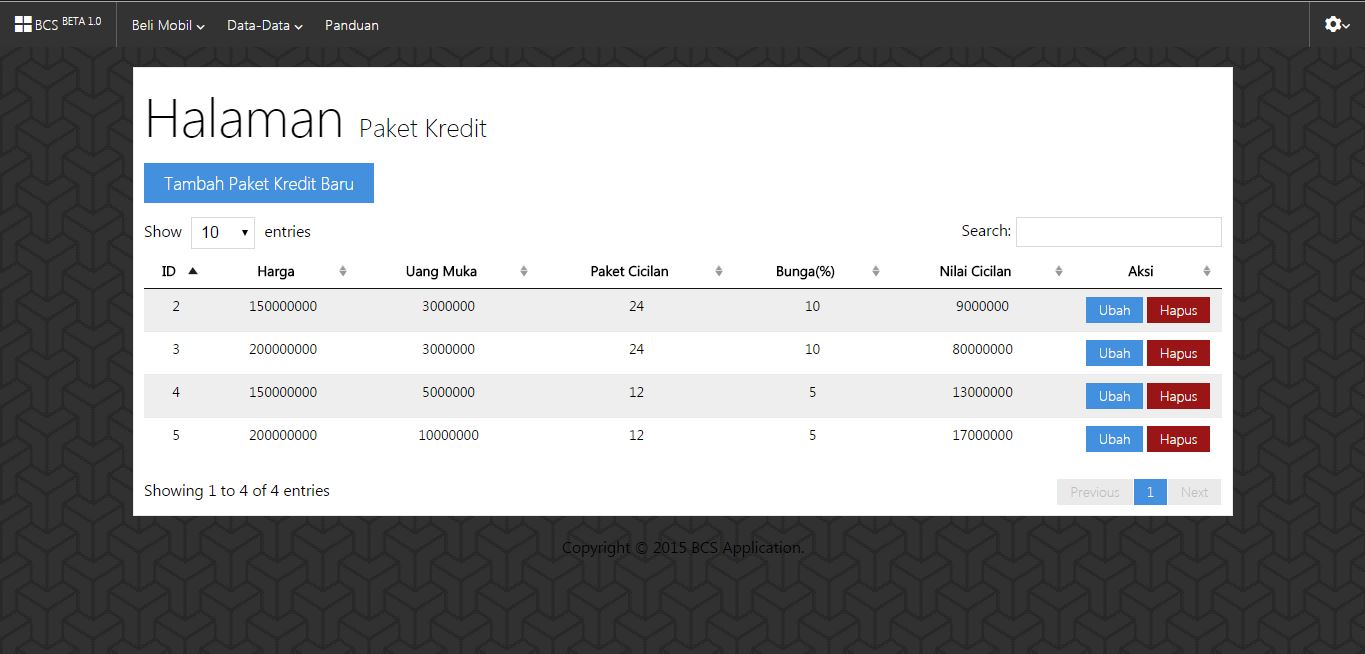 BCS BETA 1.0 Beli Mobil Data-Data Panduan
Halaman Paket Kredit
Tambah Paket Kredit Baru
Show 10 entries Search:
ID Harga Uang Muka Paket Cicilan Bunga(%) Nilai Cicilan Aksi
2 150000000 3000000 24 10 9000000 Ubah Hapus
3 200000000 3000000 24 10 80000000 Ubah Hapus
4 150000000 5000000 12 5 13000000 Ubah Hapus
5 200000000 10000000 12 5 17000000 Ubah Hapus
Showing 1 to 4 of 4 entries Previous 1 Next
Copyright © 2015 BCS Application.